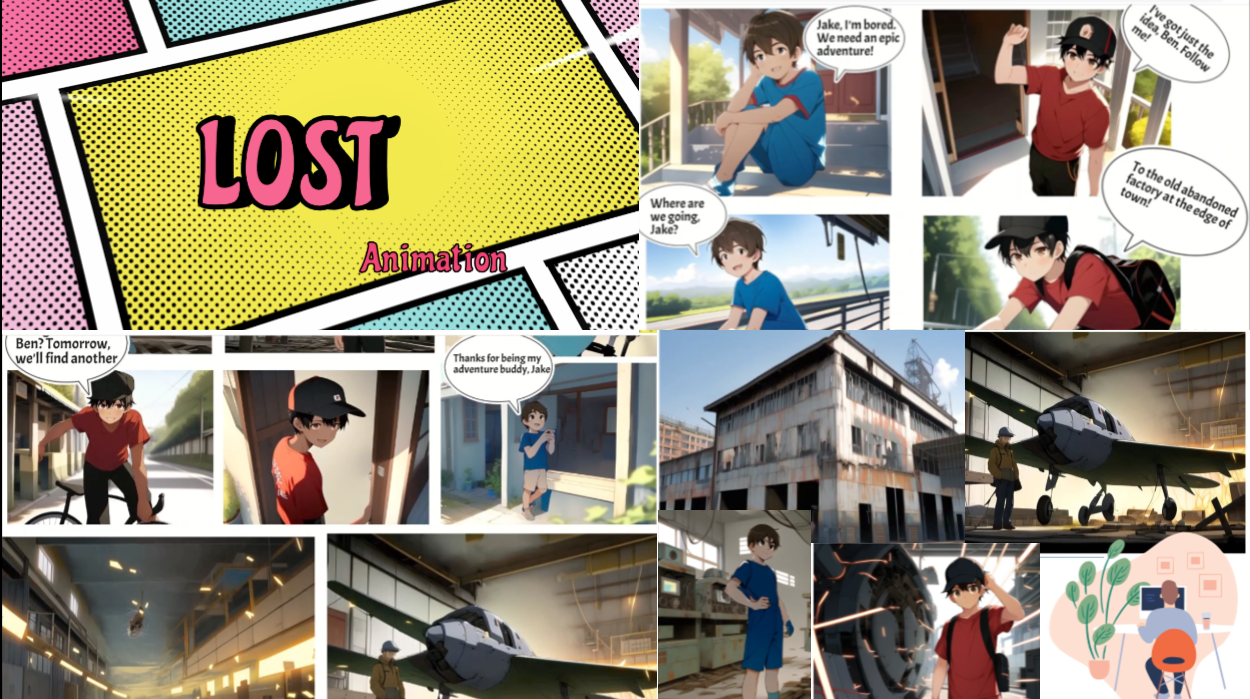 LOST
Animation
Jake, I'm bored.
We need an epic
adventure!
I've got just the
idea, Ben. Follow
me!
Where are
we going,
Jake?
To the old abandoned
factory at the edge of
town!
Ben? Tomorrow,
we'll find another
Thanks for being my
adventure buddy, Jake